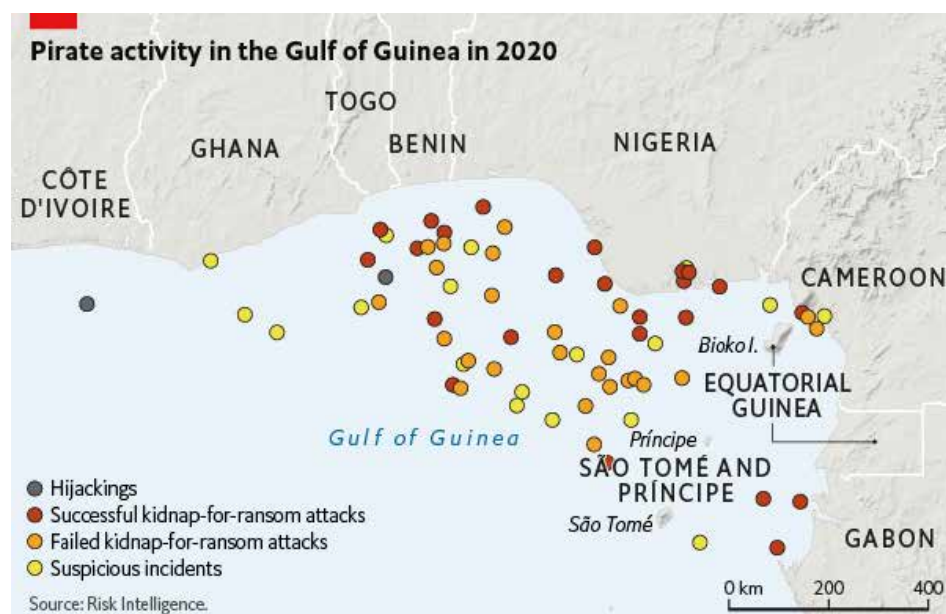 Pirate activity in the Gulf of Guinea in 2020
TOGO
GHANA
BENIN
NIGERIA
CÔTE
D'IVOIRE
CAMEROON
Bioko I.
EQUATORIAL
GUINEA
Gulf of Guinea
Príncipe
SÃO TOMÉ AND
PRÍNCIPE
São Tomé
GABON
Hijackings
Successful kidnap-for-ransom attacks
Failed kidnap-for-ransom attacks
Suspicious incidents
0 km 200 400
Source: Risk Intelligence.